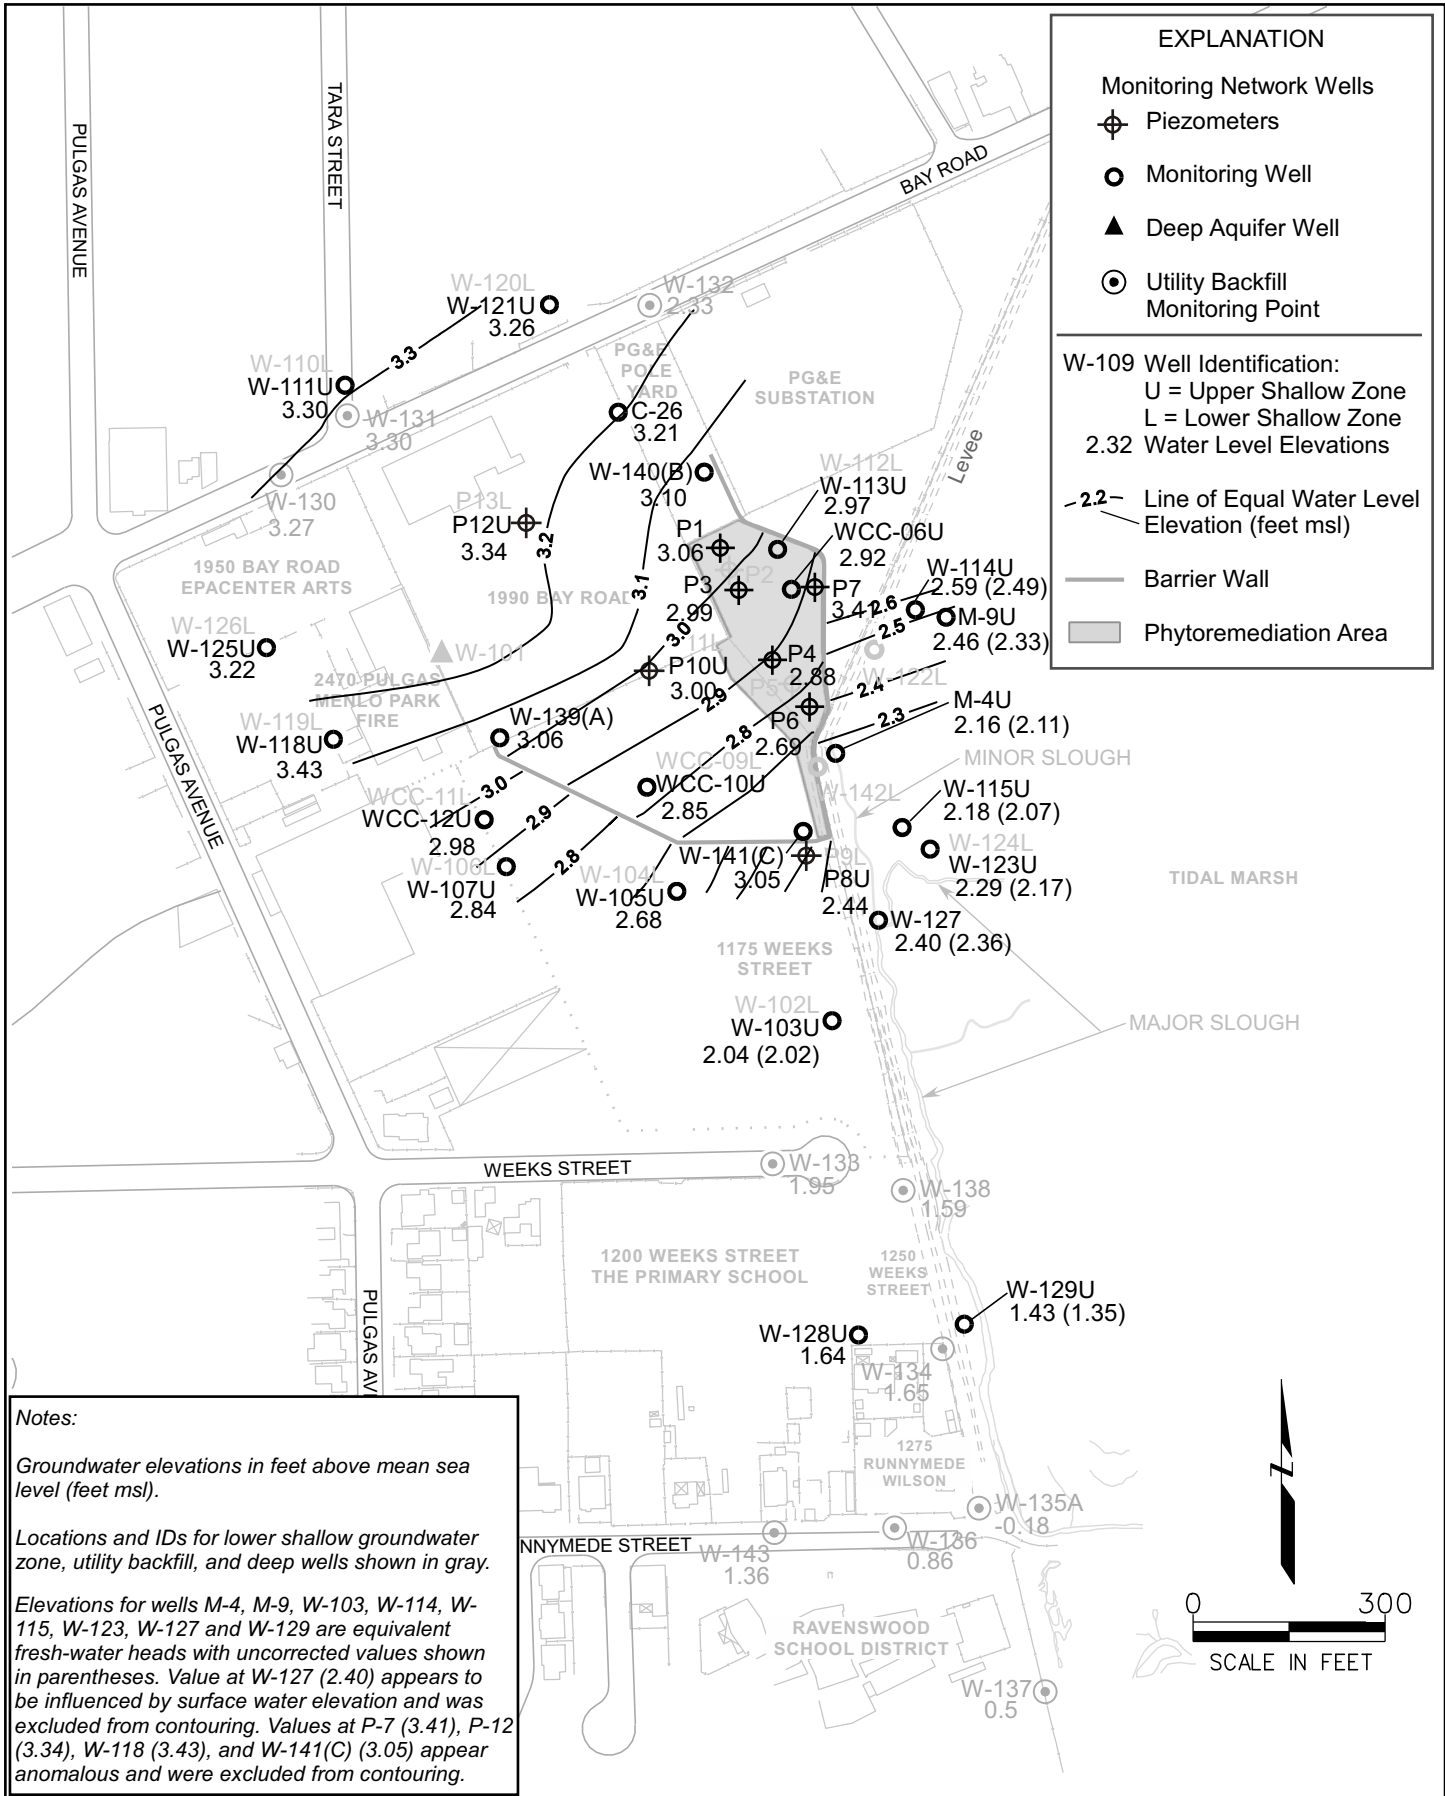 EXPLANATION
Monitoring Network Wells
Piezometers
Monitoring Well
Deep Aquifer Well
Utility Backfill
Monitoring Point
W-109 Well Identification:
U = Upper Shallow Zone
L = Lower Shallow Zone
2.32 Water Level Elevations
2.2 Line of Equal Water Level
Elevation (feet msl)
Barrier Wall
Phytoremediation Area
PULGAS AVENUE
TARA STREET
BAY ROAD
Levee
W-120L
W-121U
3.26
W-132
2.33
3.3
W-110L
W-111U
3.30
W-131
3.30
PG&E
POLE
YARD
PG&E
SUBSTATION
C-26
3.21
W-130
3.27
W-140(B)
3.10
W-112L
W-113U
2.97
P13L
P12U
3.34
3.2
P1
3.06
P2
WCC-06U
2.92
1950 BAY ROAD
EPACENTER ARTS
1990 BAY ROAD
3.1
P3
2.99
P7
3.41
W-114U
2.59 (2.49)
2.6
M-9U
2.46 (2.33)
2.5
W-126L
W-125U
3.22
W-101
3.0
11L
P10U
3.00
P4
2.88
P5
W-122L
2.4
2470 PULGAS
MENLO PARK
FIRE
2.9
P6
2.69
2.3
M-4U
2.16 (2.11)
W-119L
W-118U
3.43
PULGAS AVENUE
W-139(A)
3.06
2.8
MINOR SLOUGH
WCC-09L
WCC-10U
2.85
W-142L
W-115U
2.18 (2.07)
3.0
WCC-11L
WCC-12U
2.98
2.9
W-124L
W-123U
2.29 (2.17)
TIDAL MARSH
W-106L
W-107U
2.84
2.8
W-104L
W-105U
2.68
W-141(C)
3.05
P9L
P8U
2.44
W-127
2.40 (2.36)
1175 WEEKS
STREET
W-102L
W-103U
2.04 (2.02)
MAJOR SLOUGH
WEEKS STREET
W-133
1.95
W-138
1.59
1200 WEEKS STREET
THE PRIMARY SCHOOL
1250
WEEKS
STREET
PULGAS AV
W-129U
1.43 (1.35)
W-128U
1.64
W-134
1.65
1275
RUNNYMEDE
WILSON
W-135A
-0.18
NNYMEDE STREET
W-143
1.36
W-136
0.86
RAVENSWOOD
SCHOOL DISTRICT
W-137
0.5
Z
0 300
SCALE IN FEET
Notes:
Groundwater elevations in feet above mean sea
level (feet msl).
Locations and IDs for lower shallow groundwater
zone, utility backfill, and deep wells shown in gray.
Elevations for wells M-4, M-9, W-103, W-114, W-
115, W-123, W-127 and W-129 are equivalent
fresh-water heads with uncorrected values shown
in parentheses. Value at W-127 (2.40) appears to
be influenced by surface water elevation and was
excluded from contouring. Values at P-7 (3.41), P-12
(3.34), W-118 (3.43), and W-141(C) (3.05) appear
anomalous and were excluded from contouring.